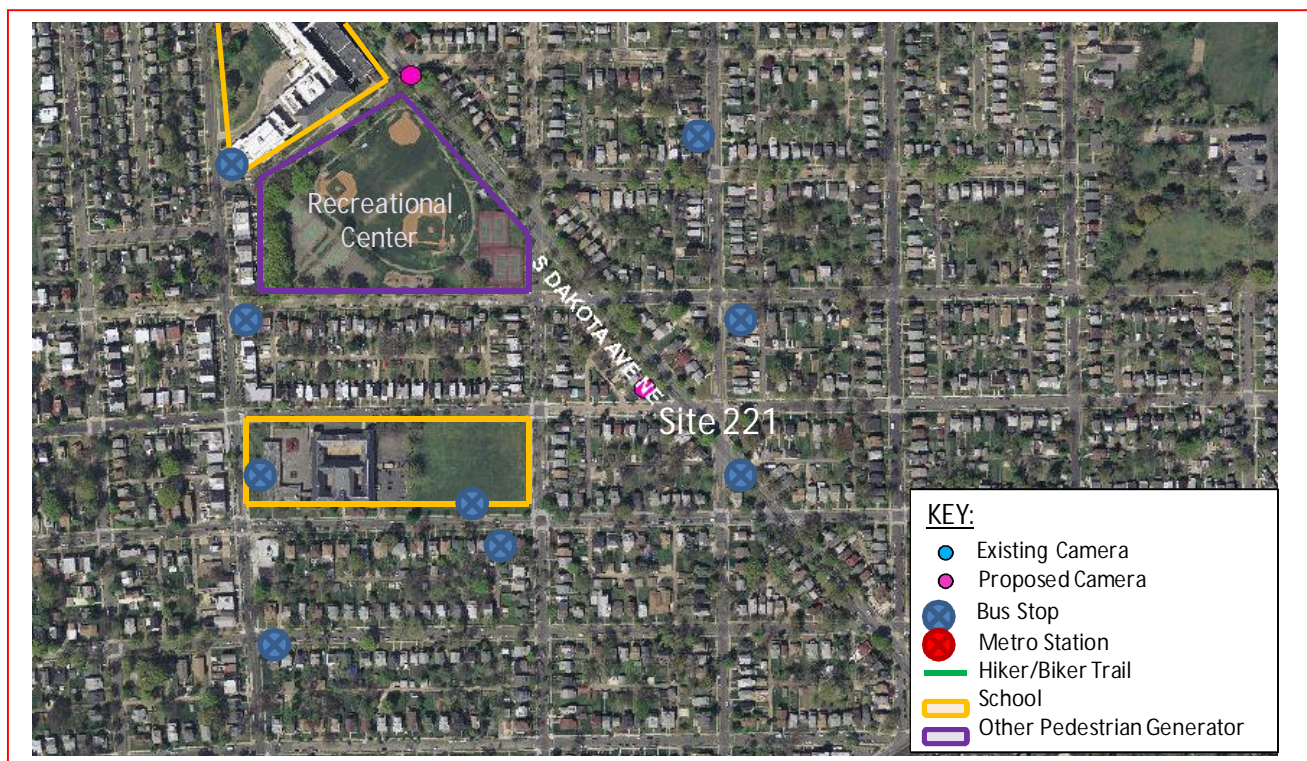 Recreational
Center
S DAKOTA AVE NE
Site 221
KEY:
Existing Camera
Proposed Camera
Bus Stop
Metro Station
Hiker/Biker Trail
School
Other Pedestrian Generator